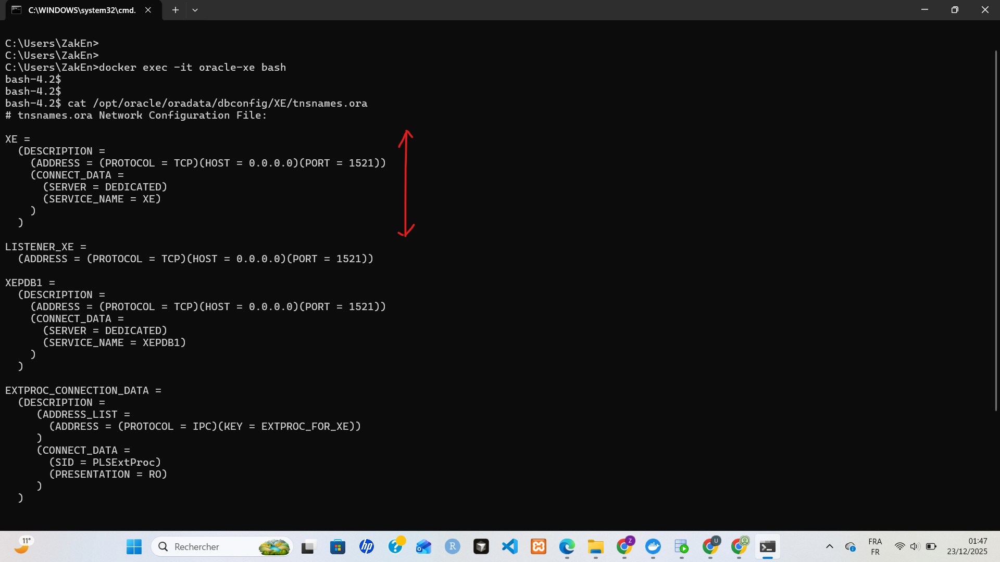 C:\WINDOWS\system32\cmd.
C:\Users\ZakEn>
C:\Users\ZakEn>
C:\Users\ZakEn>docker exec -it oracle-xe bash
bash-4.2$
bash-4.2$
bash-4.2$ cat /opt/oracle/oradata/dbconfig/XE/tnsnames.ora
# tnsnames.ora Network Configuration File:
XE =
(DESCRIPTION =
(ADDRESS = (PROTOCOL = TCP)(HOST = 0.0.0.0)(PORT = 1521))
(CONNECT_DATA =
(SERVER = DEDICATED)
(SERVICE_NAME = XE)
)
)
LISTENER_XE =
(ADDRESS = (PROTOCOL = TCP)(HOST = 0.0.0.0)(PORT = 1521))
XEPDB1 =
(DESCRIPTION =
(ADDRESS = (PROTOCOL = TCP)(HOST = 0.0.0.0)(PORT = 1521))
(CONNECT_DATA =
(SERVER = DEDICATED)
(SERVICE_NAME = XEPDB1)
)
)
EXTPROC_CONNECTION_DATA =
(DESCRIPTION =
(ADDRESS_LIST =
(ADDRESS = (PROTOCOL = IPC)(KEY = EXTPROC_FOR_XE))
)
(CONNECT_DATA =
(SID = PLSExtProc)
(PRESENTATION = RO)
)
)
11°
Rechercher
hp
R
Z
U
FRA
FR
01:47
23/12/2025